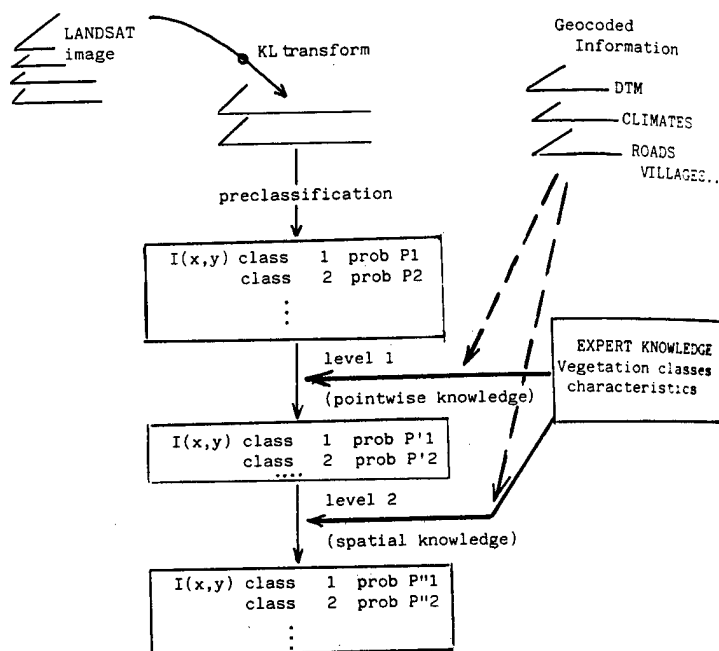 LANDSAT
image
KL transform
Geocoded
Information
DTM
CLIMATES
ROADS
VILLAGES..
preclassification
I(x,y) class 1 prob P1
class 2 prob P2
⋮
level 1
(pointwise knowledge)
EXPERT KNOWLEDGE
Vegetation classes
characteristics
I(x,y) class 1 prob P'1
class 2 prob P'2
....
level 2
(spatial knowledge)
I(x,y) class 1 prob P"1
class 2 prob P"2
⋮